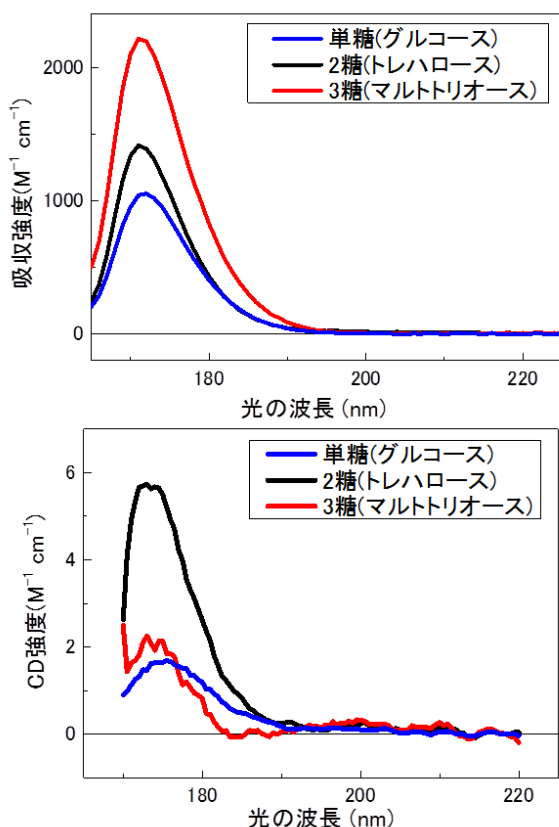 単糖(グルコース)
2糖(トレハロース)
3糖(マルトトリオース)
吸収強度(M⁻¹ cm⁻¹)
2000
1000
0
180
200
220
光の波長 (nm)
単糖(グルコース)
2糖(トレハロース)
3糖(マルトトリオース)
CD強度(M⁻¹ cm⁻¹)
6
4
2
0
180
200
220
光の波長 (nm)